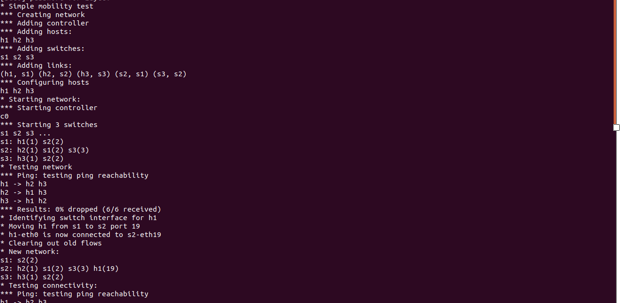 * Simple mobility test
*** Creating network
*** Adding controller
*** Adding hosts:
h1 h2 h3
*** Adding switches:
s1 s2 s3
*** Adding links:
(h1, s1) (h2, s2) (h3, s3) (s2, s1) (s3, s2)
*** Configuring hosts
h1 h2 h3
* Starting network:
*** Starting controller
c0
*** Starting 3 switches
s1 s2 s3 ...
s1: h1(1) s2(2)
s2: h2(1) s1(2) s3(3)
s3: h3(1) s2(2)
* Testing network
*** Ping: testing ping reachability
h1 -> h2 h3
h2 -> h1 h3
h3 -> h1 h2
*** Results: 0% dropped (6/6 received)
* Identifying switch interface for h1
* Moving h1 from s1 to s2 port 19
* h1-eth0 is now connected to s2-eth19
* Clearing out old flows
* New network:
s1: s2(2)
s2: h2(1) s1(2) s3(3) h1(19)
s3: h3(1) s2(2)
* Testing connectivity:
*** Ping: testing ping reachability
h1 -> h2 h3